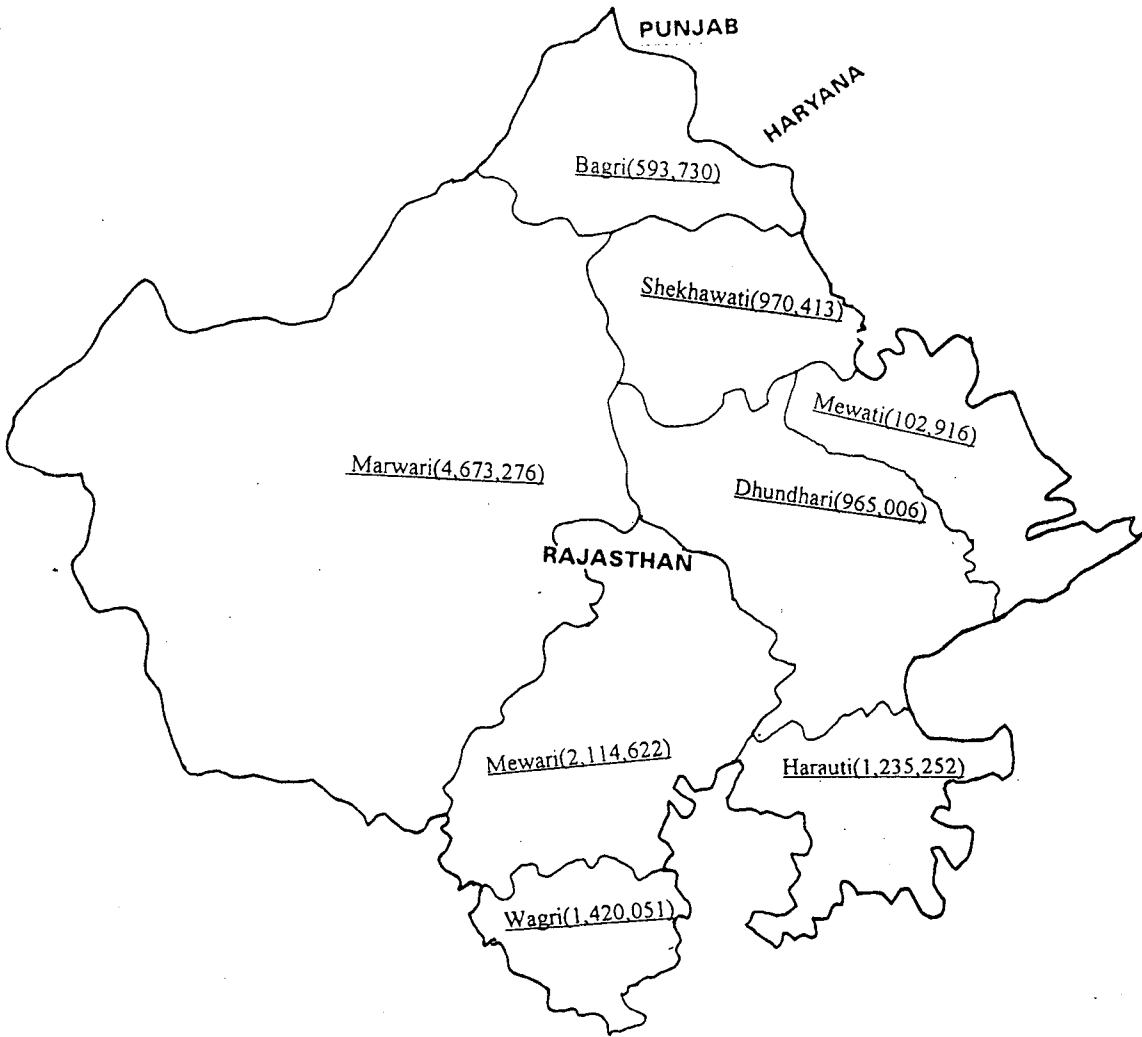 PUNJAB
HARYANA
Bagri(593,730)
Shekhawati(970,413)
Mewati(102,916)
Marwari(4,673,276)
Dhundhari(965,006)
RAJASTHAN
Mewari(2,114,622)
Harauti(1,235,252)
Wagri(1,420,051)